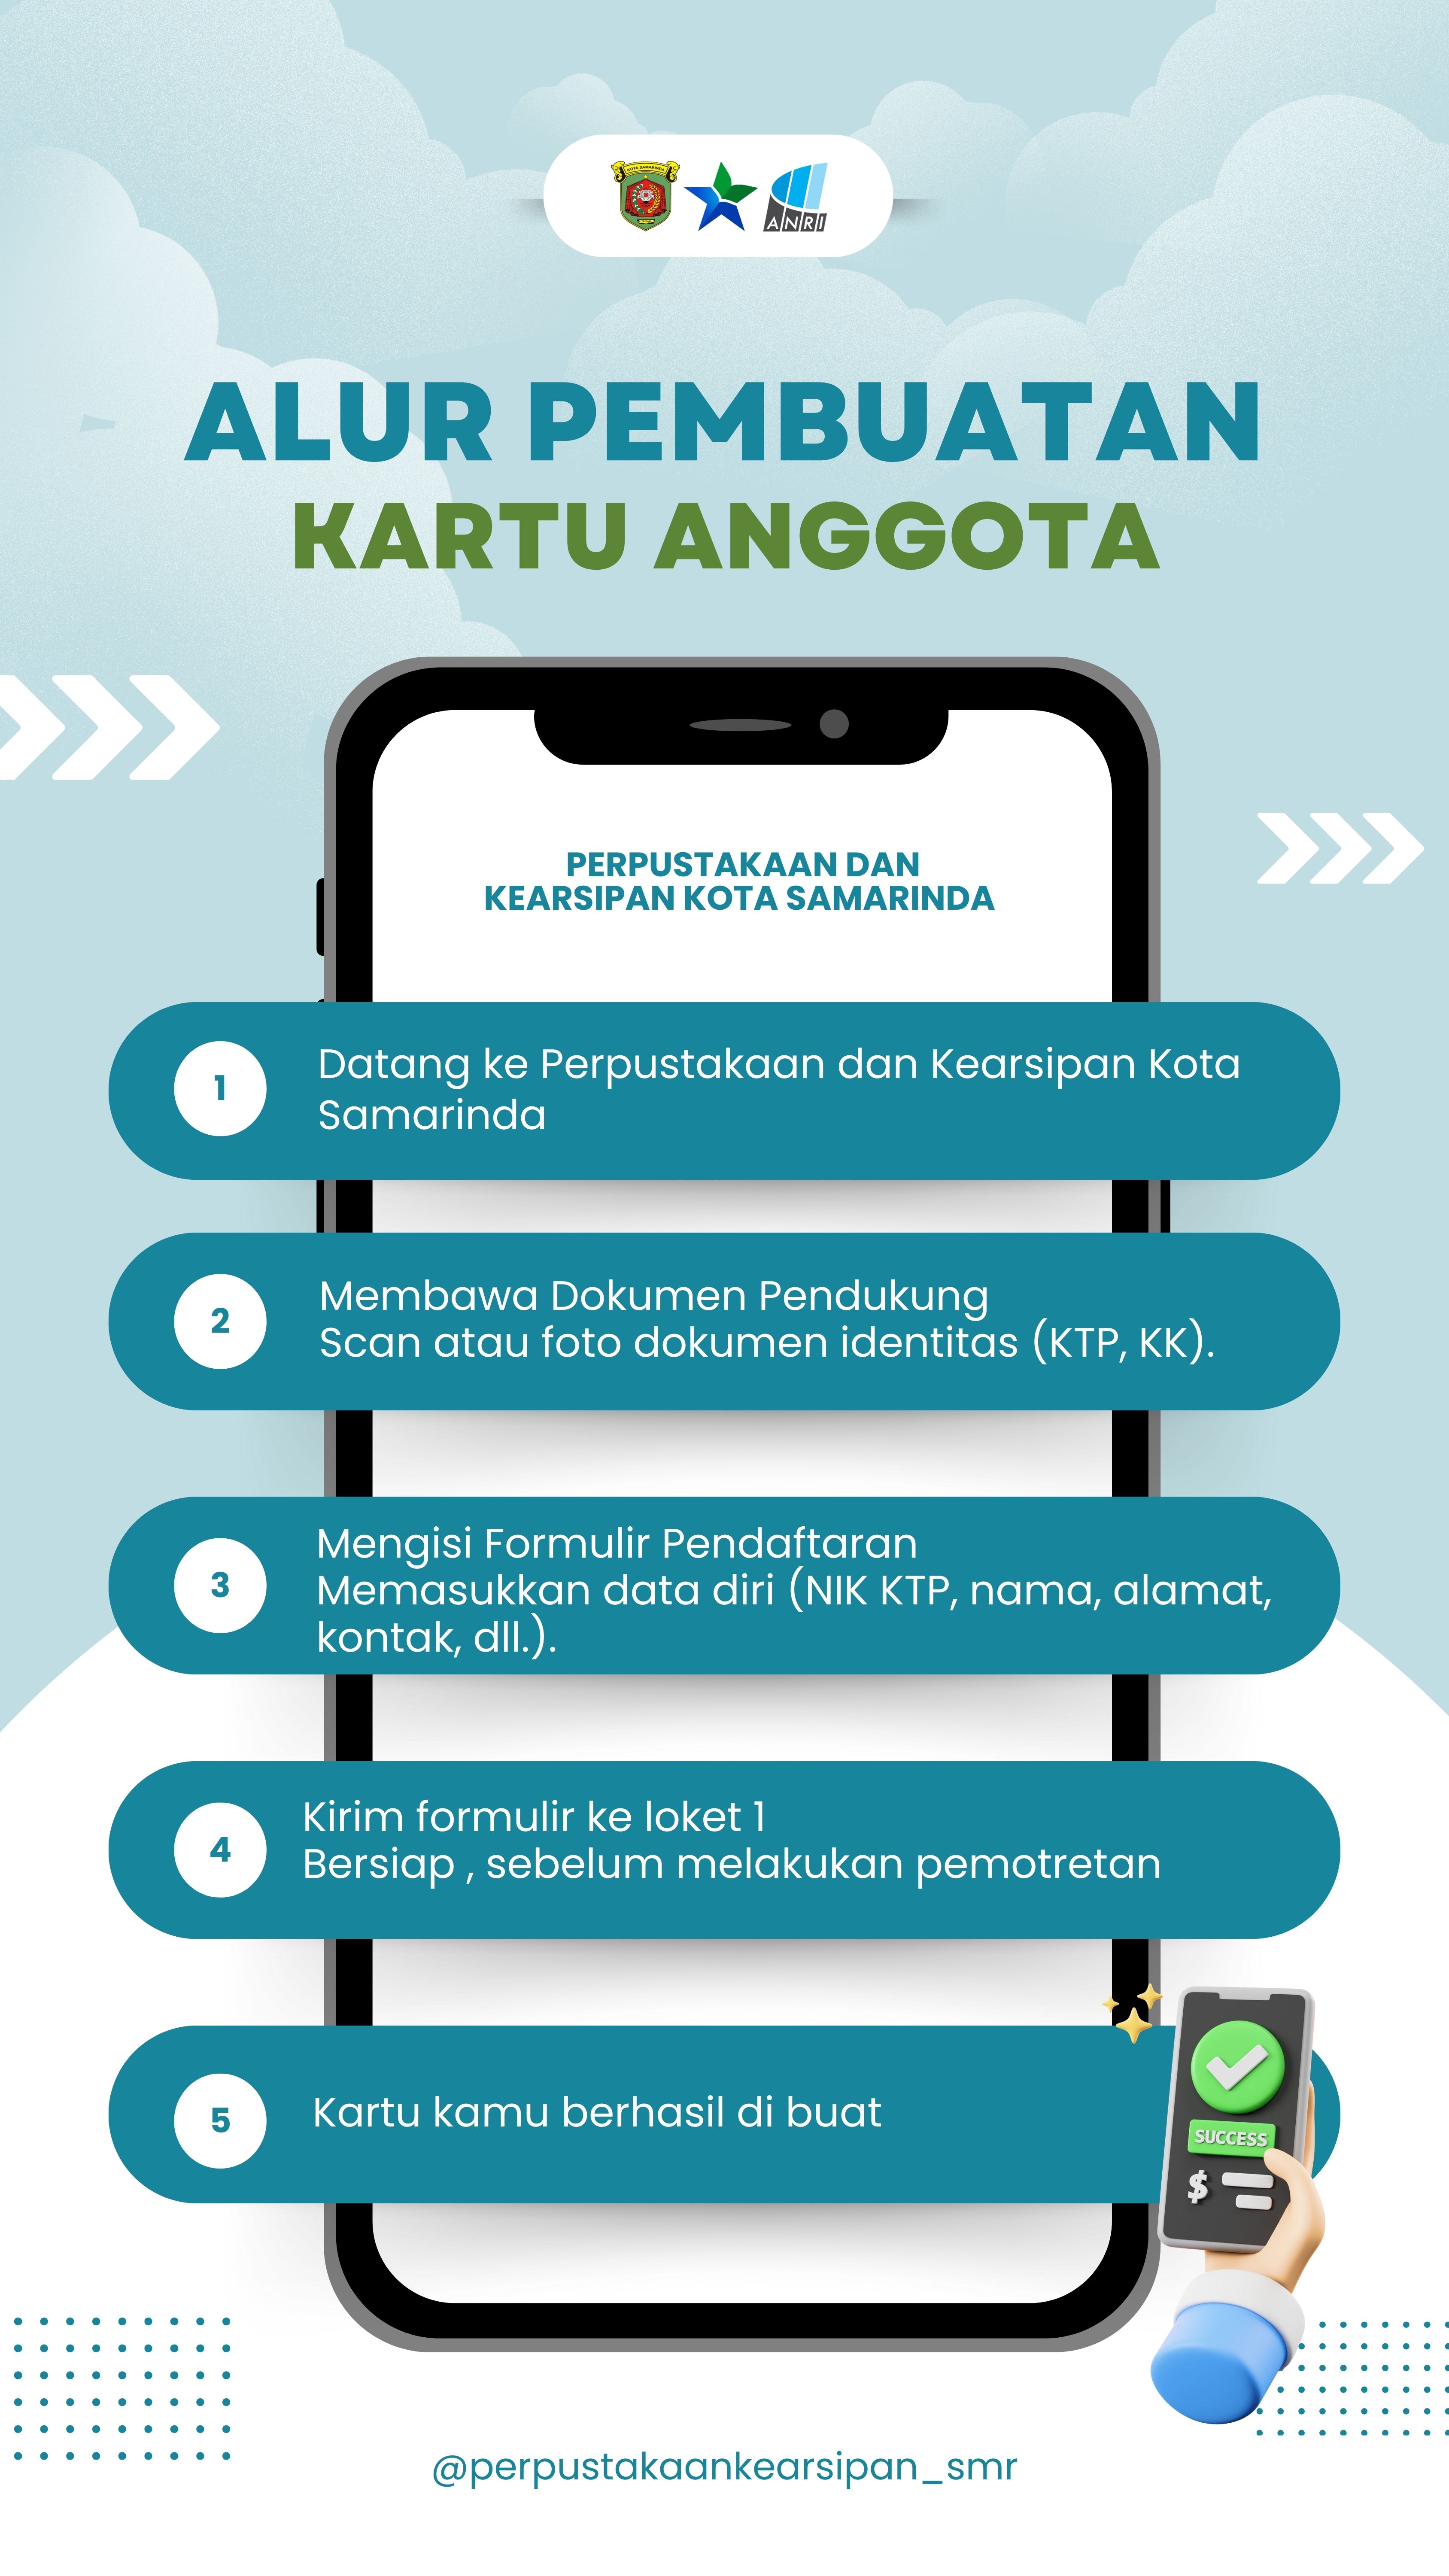 KOTA SAMARINDA
ANRI
ALUR PEMBUATAN
KARTU ANGGOTA
PERPUSTAKAAN DAN
KEARSIPAN KOTA SAMARINDA
1
Datang ke Perpustakaan dan Kearsipan Kota
Samarinda
2
Membawa Dokumen Pendukung
Scan atau foto dokumen identitas (KTP, KK).
3
Mengisi Formulir Pendaftaran
Memasukkan data diri (NIK KTP, nama, alamat,
kontak, dll.).
4
Kirim formulir ke loket 1
Bersiap , sebelum melakukan pemotretan
5
Kartu kamu berhasil di buat
SUCCESS
$
@perpustakaankearsipan_smr